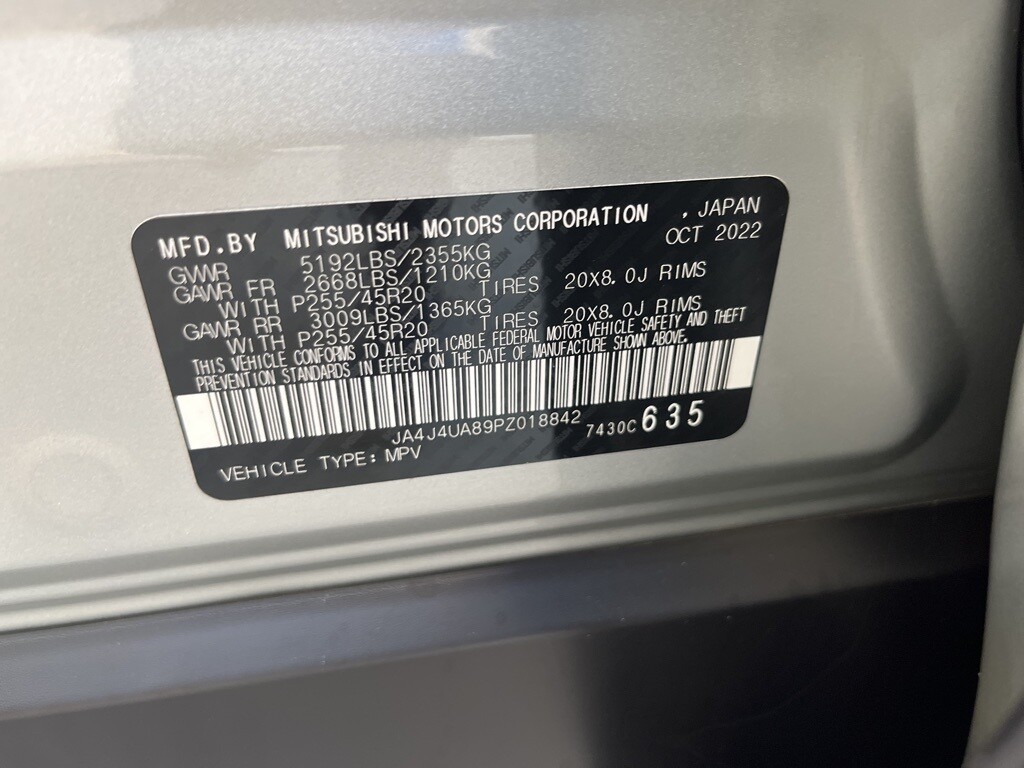 MFD.BY MITSUBISHI MOTORS CORPORATION , JAPAN
OCT 2022
GVWR 5192LBS/2355KG
GAWR FR 2668LBS/1210KG
WITH P255/45R20 TIRES 20X8.0J RIMS
GAWR RR 3009LBS/1365KG
WITH P255/45R20 TIRES 20X8.0J RIMS
THIS VEHICLE CONFORMS TO ALL APPLICABLE FEDERAL MOTOR VEHICLE SAFETY AND THEFT
PREVENTION STANDARDS IN EFFECT ON THE DATE OF MANUFACTURE SHOWN ABOVE.
JA4J4UA89PZ018842 7430C 635
VEHICLE TYPE: MPV